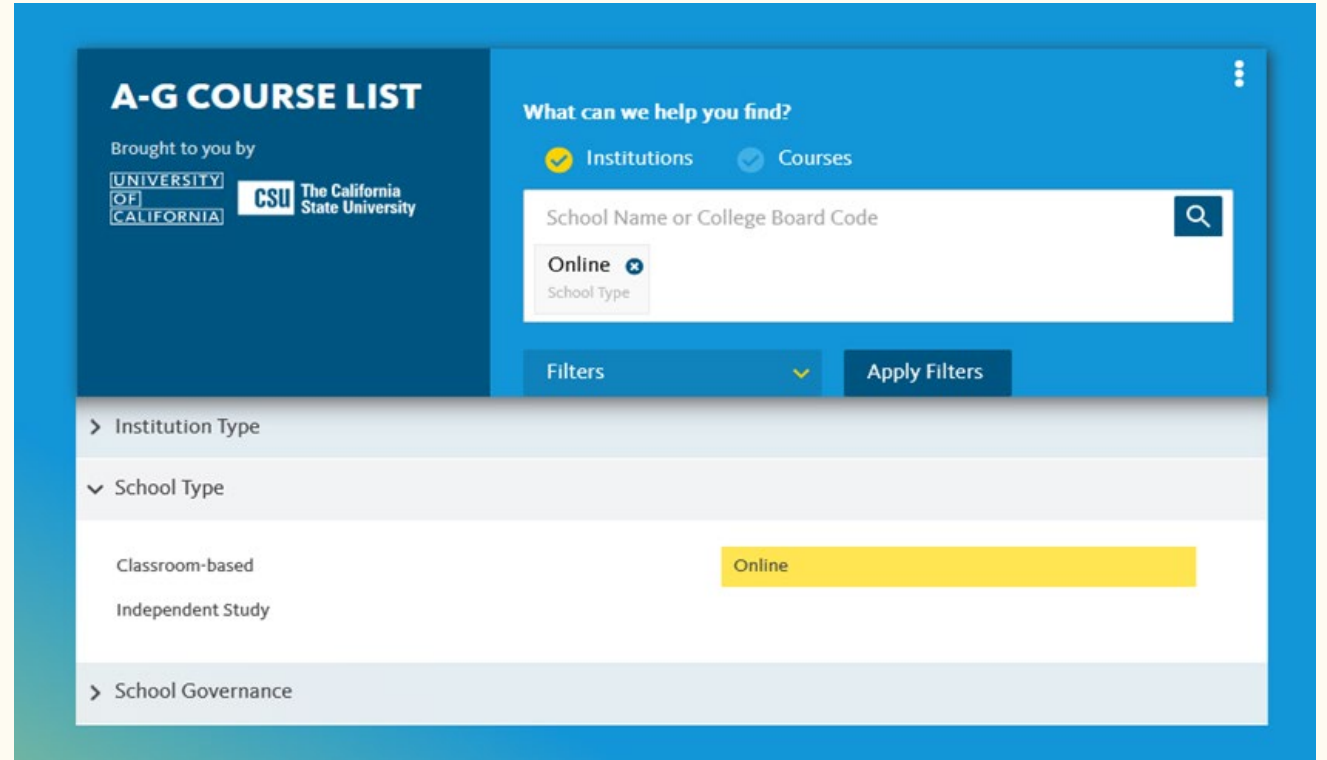 A-G COURSE LIST
Brought to you by
UNIVERSITY
OF
CALIFORNIA
CSU The California
State University
What can we help you find?
Institutions Courses
School Name or College Board Code
Online
School Type
Filters Apply Filters
Institution Type
School Type
Classroom-based Online
Independent Study
School Governance